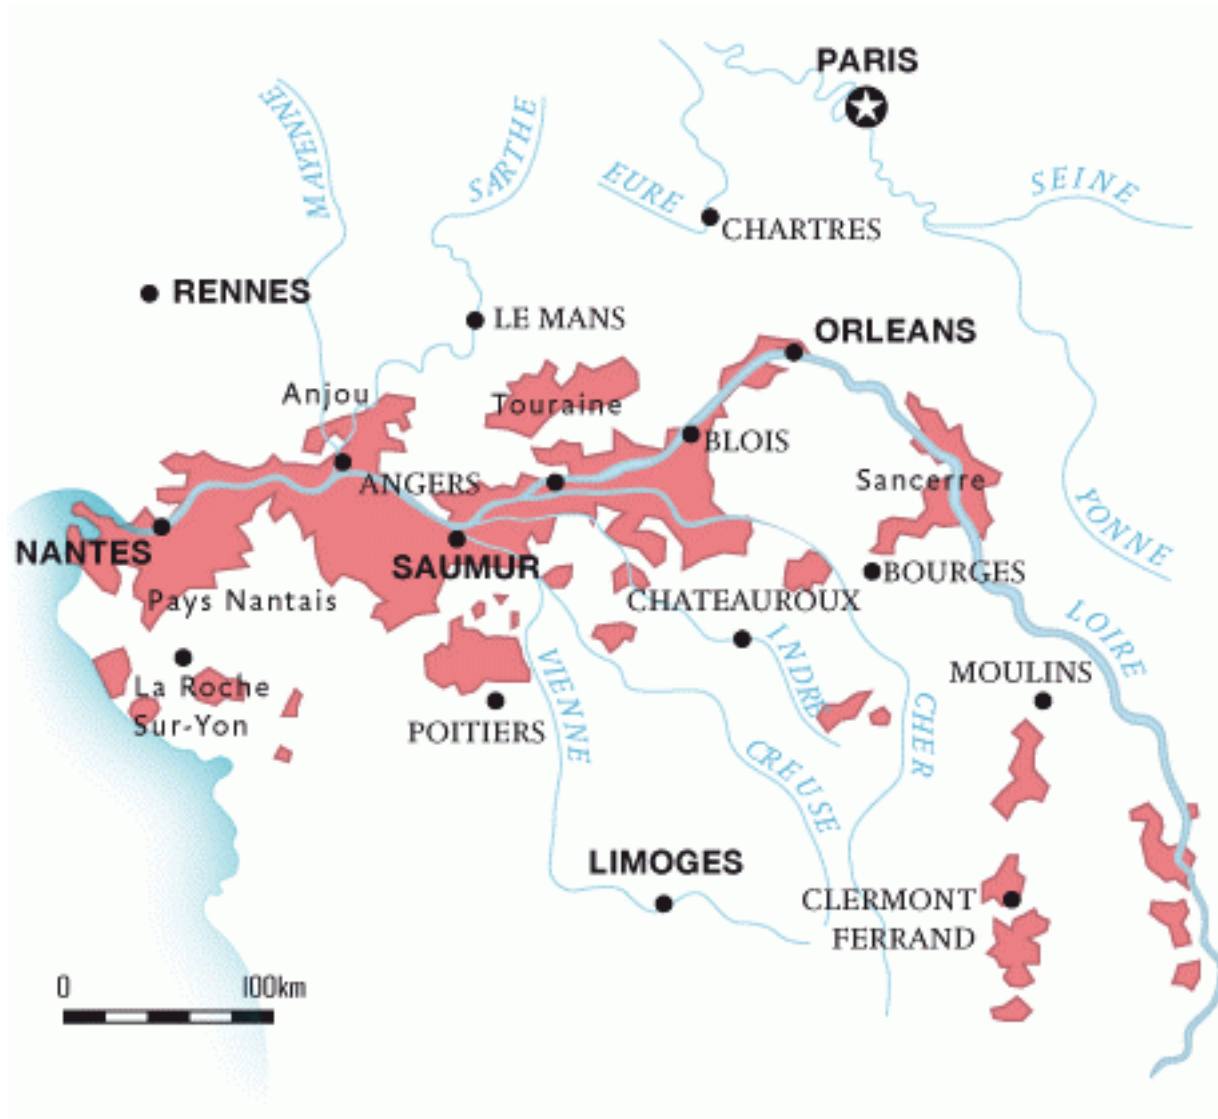 PARIS
MAYENNE
SARTHE
EURE
SEINE
CHARTRES
RENNES
LE MANS
ORLEANS
Anjou
Touraine
BLOIS
ANGERS
Sancerre
YONNE
NANTES
SAUMUR
BOURGES
Pays Nantais
CHATEAUROUX
LOIRE
INDRE
VIENNE
MOULINS
La Roche
Sur-Yon
POITIERS
CHER
CREUSE
LIMOGES
CLERMONT
FERRAND
0 100km